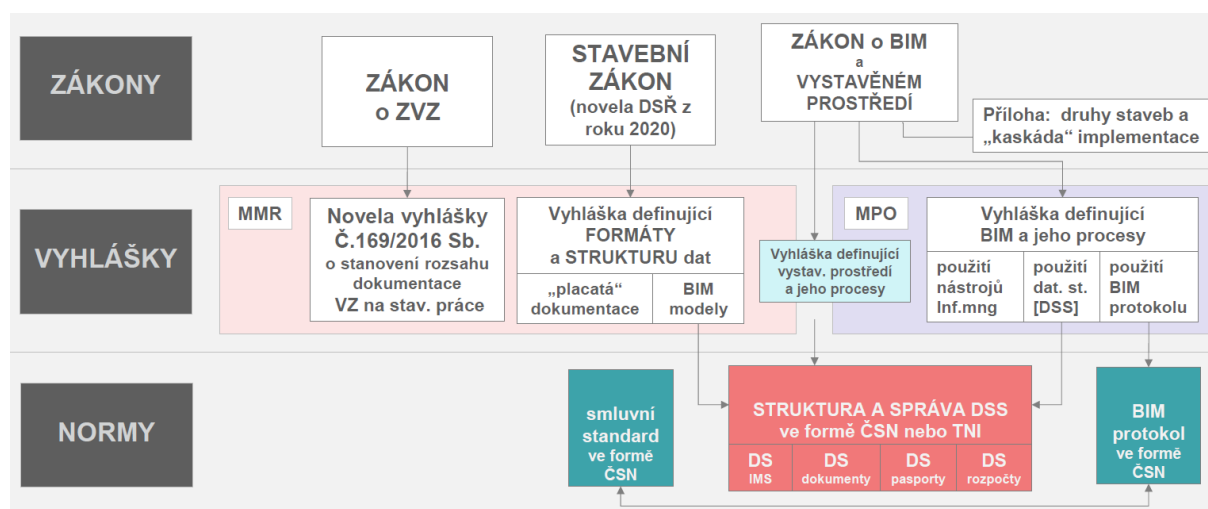 ZÁKONY
ZÁKON
o ZVZ
STAVEBNÍ
ZÁKON
(novela DSŘ z
roku 2020)
ZÁKON o BIM
a
VYSTAVĚNÉM
PROSTŘEDÍ
Příloha: druhy staveb a
„kaskáda“ implementace
VYHLÁŠKY
MMR
Novela vyhlášky
Č.169/2016 Sb.
o stanovení rozsahu
dokumentace
VZ na stav. práce
Vyhláška definující
FORMÁTY
a STRUKTURU dat
„placatá“
dokumentace
BIM
modely
Vyhláška definující
vystav. prostředí
a jeho procesy
MPO
Vyhláška definující
BIM a jeho procesy
použití
nástrojů
Inf.mng
použití
dat. st.
[DSS]
použití
BIM
protokolu
NORMY
smluvní
standard
ve formě
ČSN
STRUKTURA A SPRÁVA DSS
ve formě ČSN nebo TNI
DS
IMS
DS
dokumenty
DS
pasporty
DS
rozpočty
BIM
protokol
ve formě
ČSN